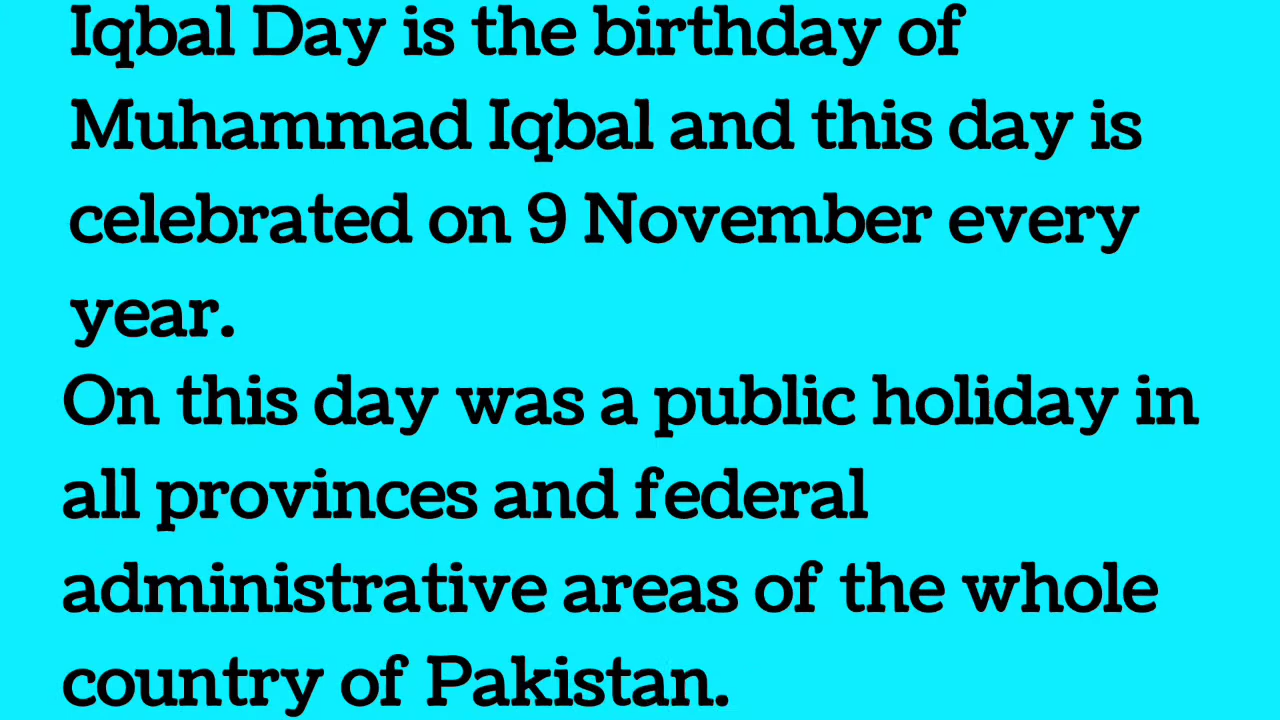 Iqbal Day is the birthday of
Muhammad Iqbal and this day is
celebrated on 9 November every
year.
On this day was a public holiday in
all provinces and federal
administrative areas of the whole
country of Pakistan.